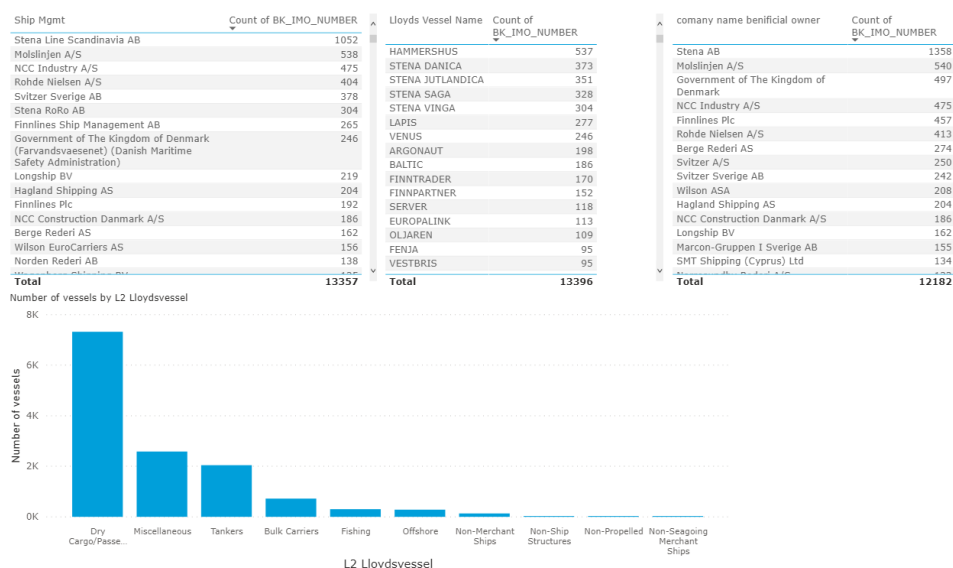 Ship Mgmt Count of BK_IMO_NUMBER
Stena Line Scandinavia AB 1052
Molslinjen A/S 538
NCC Industry A/S 475
Rohde Nielsen A/S 404
Svitzer Sverige AB 378
Stena RoRo AB 304
Finnlines Ship Management AB 265
Government of The Kingdom of Denmark 246
(Farvandsvaesenet) (Danish Maritime
Safety Administration)
Longship BV 219
Hagland Shipping AS 204
Finnlines Plc 192
NCC Construction Danmark A/S 186
Berge Rederi AS 162
Wilson EuroCarriers AS 156
Norden Rederi AB 138
Total 13357
Lloyds Vessel Name Count of
BK_IMO_NUMBER
HAMMERSHUS 537
STENA DANICA 373
STENA JUTLANDICA 351
STENA SAGA 328
STENA VINGA 304
LAPIS 277
VENUS 246
ARGONAUT 198
BALTIC 186
FINNTRADER 170
FINNPARTNER 152
SERVER 118
EUROPALINK 113
OLJAREN 109
FENJA 95
VESTBRIS 95
Total 13396
comany name benificial owner Count of
BK_IMO_NUMBER
Stena AB 1358
Molslinjen A/S 540
Government of The Kingdom of 497
Denmark
NCC Industry A/S 475
Finnlines Plc 457
Rohde Nielsen A/S 413
Berge Rederi AS 274
Svitzer A/S 250
Svitzer Sverige AB 242
Wilson ASA 208
Hagland Shipping AS 204
NCC Construction Danmark A/S 186
Longship BV 162
Marcon-Gruppen I Sverige AB 155
SMT Shipping (Cyprus) Ltd 134
Total 12182
Number of vessels by L2 Lloydsvessel
8K
6K
4K
2K
0K
Number of vessels
Dry
Cargo/Passe...
Miscellaneous
Tankers
Bulk Carriers
Fishing
Offshore
Non-Merchant
Ships
Non-Ship
Structures
Non-Propelled
Non-Seagoing
Merchant
Ships
L2 Lloydsvessel